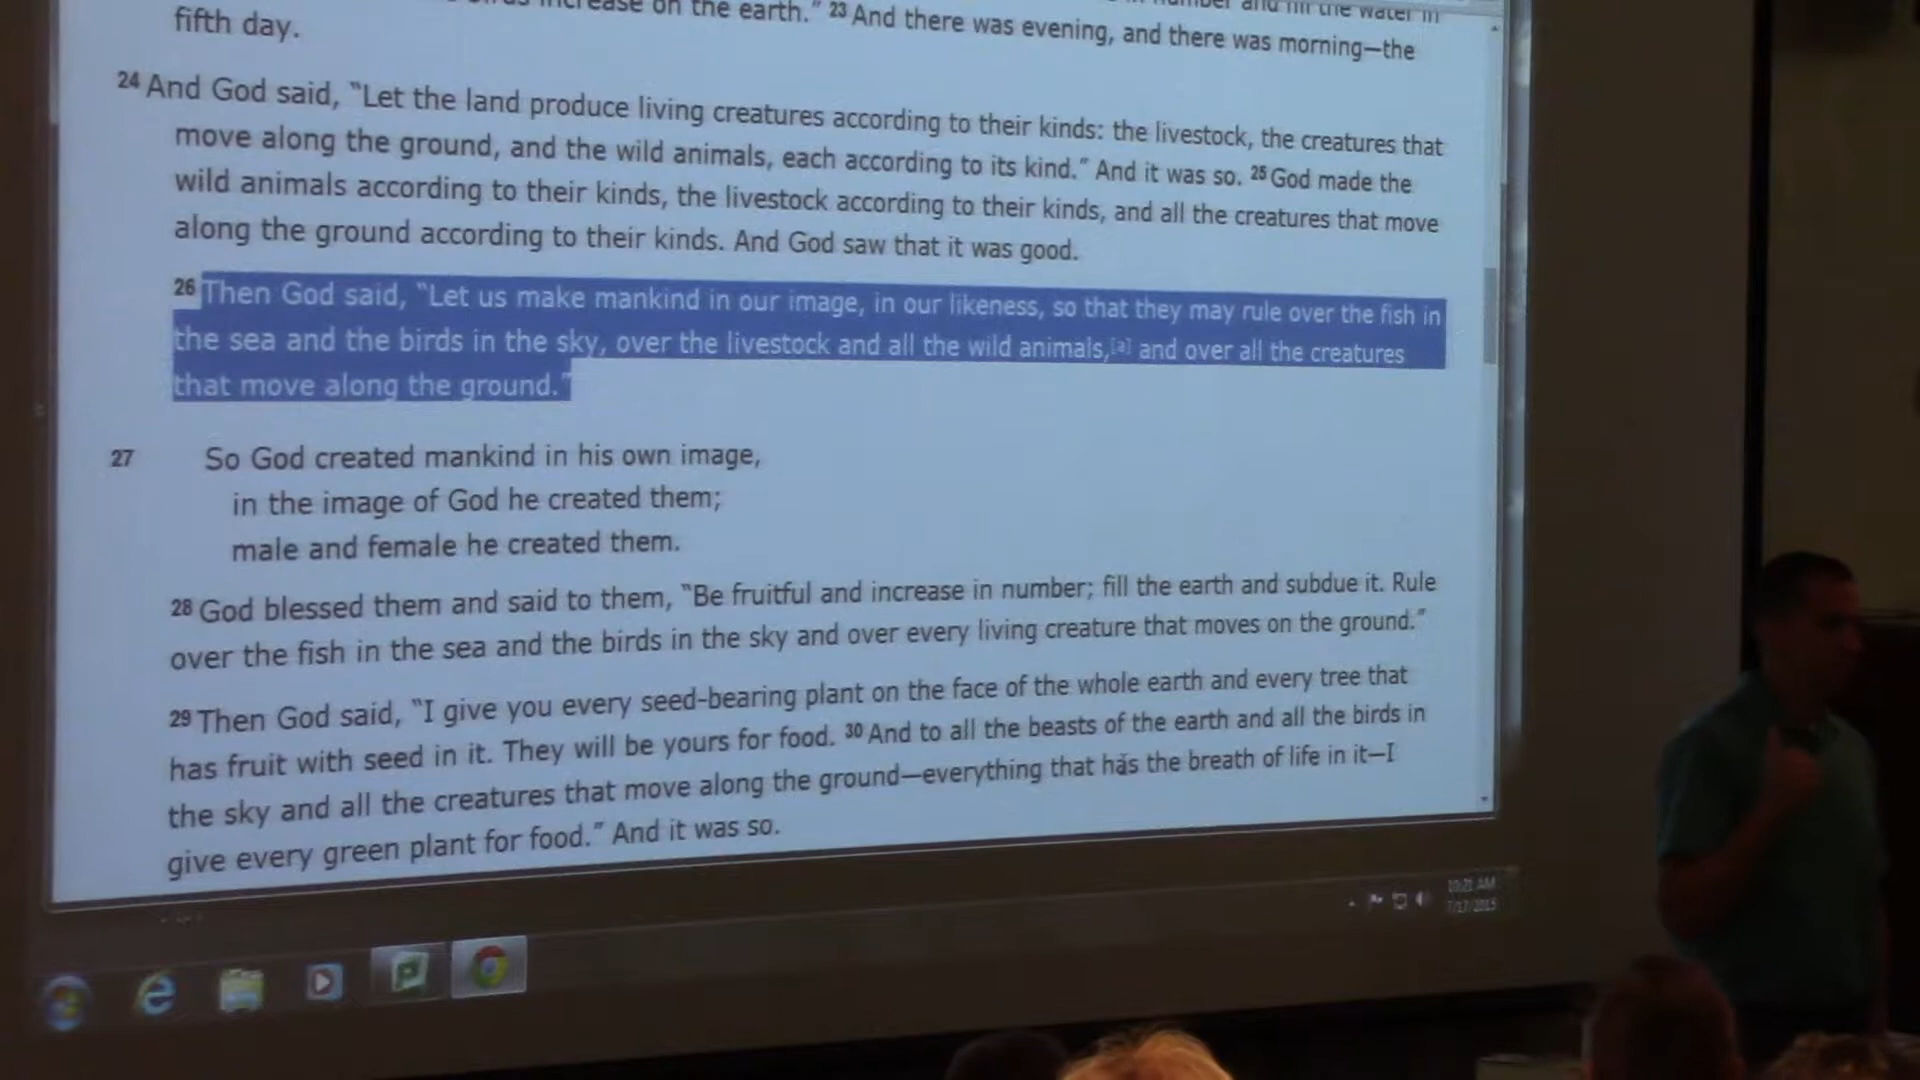 increase on the earth.” 23 And there was evening, and there was morning—the
fifth day.
24 And God said, “Let the land produce living creatures according to their kinds: the livestock, the creatures that
move along the ground, and the wild animals, each according to its kind.” And it was so. 25 God made the
wild animals according to their kinds, the livestock according to their kinds, and all the creatures that move
along the ground according to their kinds. And God saw that it was good.
26 Then God said, “Let us make mankind in our image, in our likeness, so that they may rule over the fish in
the sea and the birds in the sky, over the livestock and all the wild animals,[a] and over all the creatures
that move along the ground.”
27 So God created mankind in his own image,
in the image of God he created them;
male and female he created them.
28 God blessed them and said to them, “Be fruitful and increase in number; fill the earth and subdue it. Rule
over the fish in the sea and the birds in the sky and over every living creature that moves on the ground.”
29 Then God said, “I give you every seed-bearing plant on the face of the whole earth and every tree that
has fruit with seed in it. They will be yours for food. 30 And to all the beasts of the earth and all the birds in
the sky and all the creatures that move along the ground—everything that has the breath of life in it—I
give every green plant for food.” And it was so.
10:21 AM